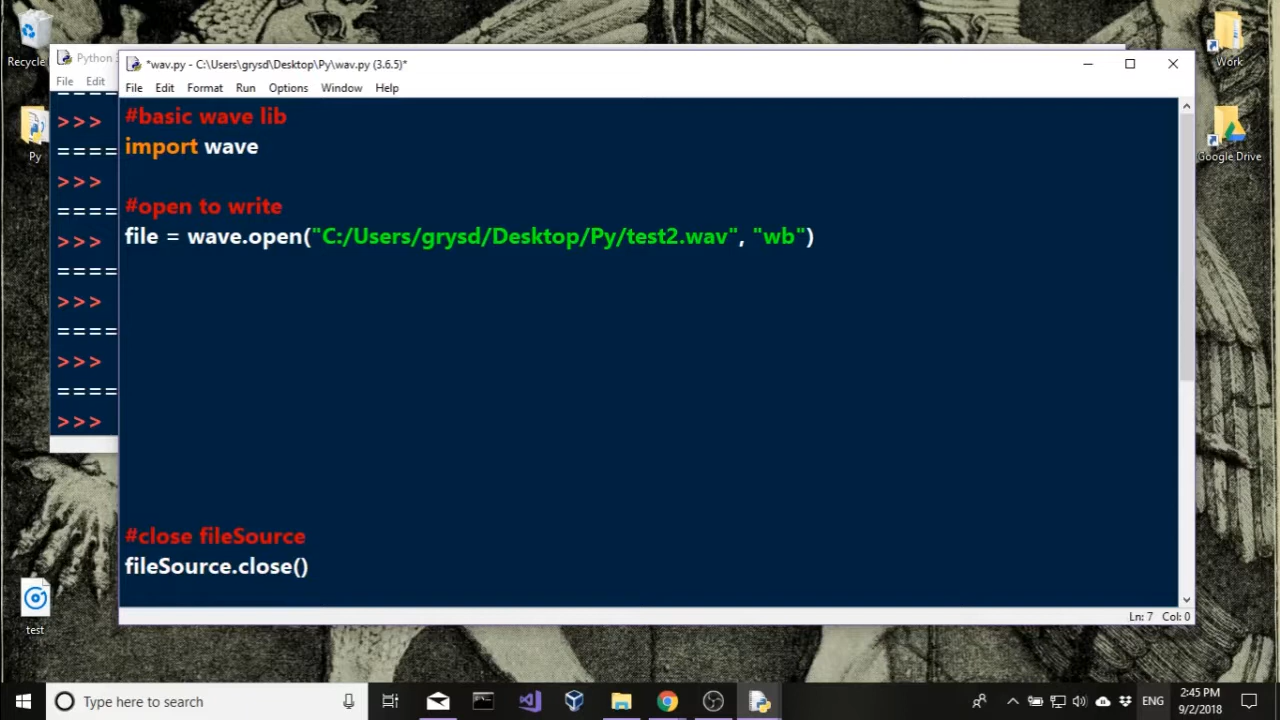 Recycle
Py
test
Work
Google Drive
Python
File Edit
====
>>>
====
>>>
====
>>>
====
>>>
====
>>>
====
>>>
*wav.py - C:\Users\grysd\Desktop\Py\wav.py (3.6.5)*
File Edit Format Run Options Window Help
#basic wave lib
import wave
#open to write
file = wave.open("C:/Users/grysd/Desktop/Py/test2.wav", "wb")
#close fileSource
fileSource.close()
Ln: 7 Col: 0
Type here to search
ENG
2:45 PM
9/2/2018